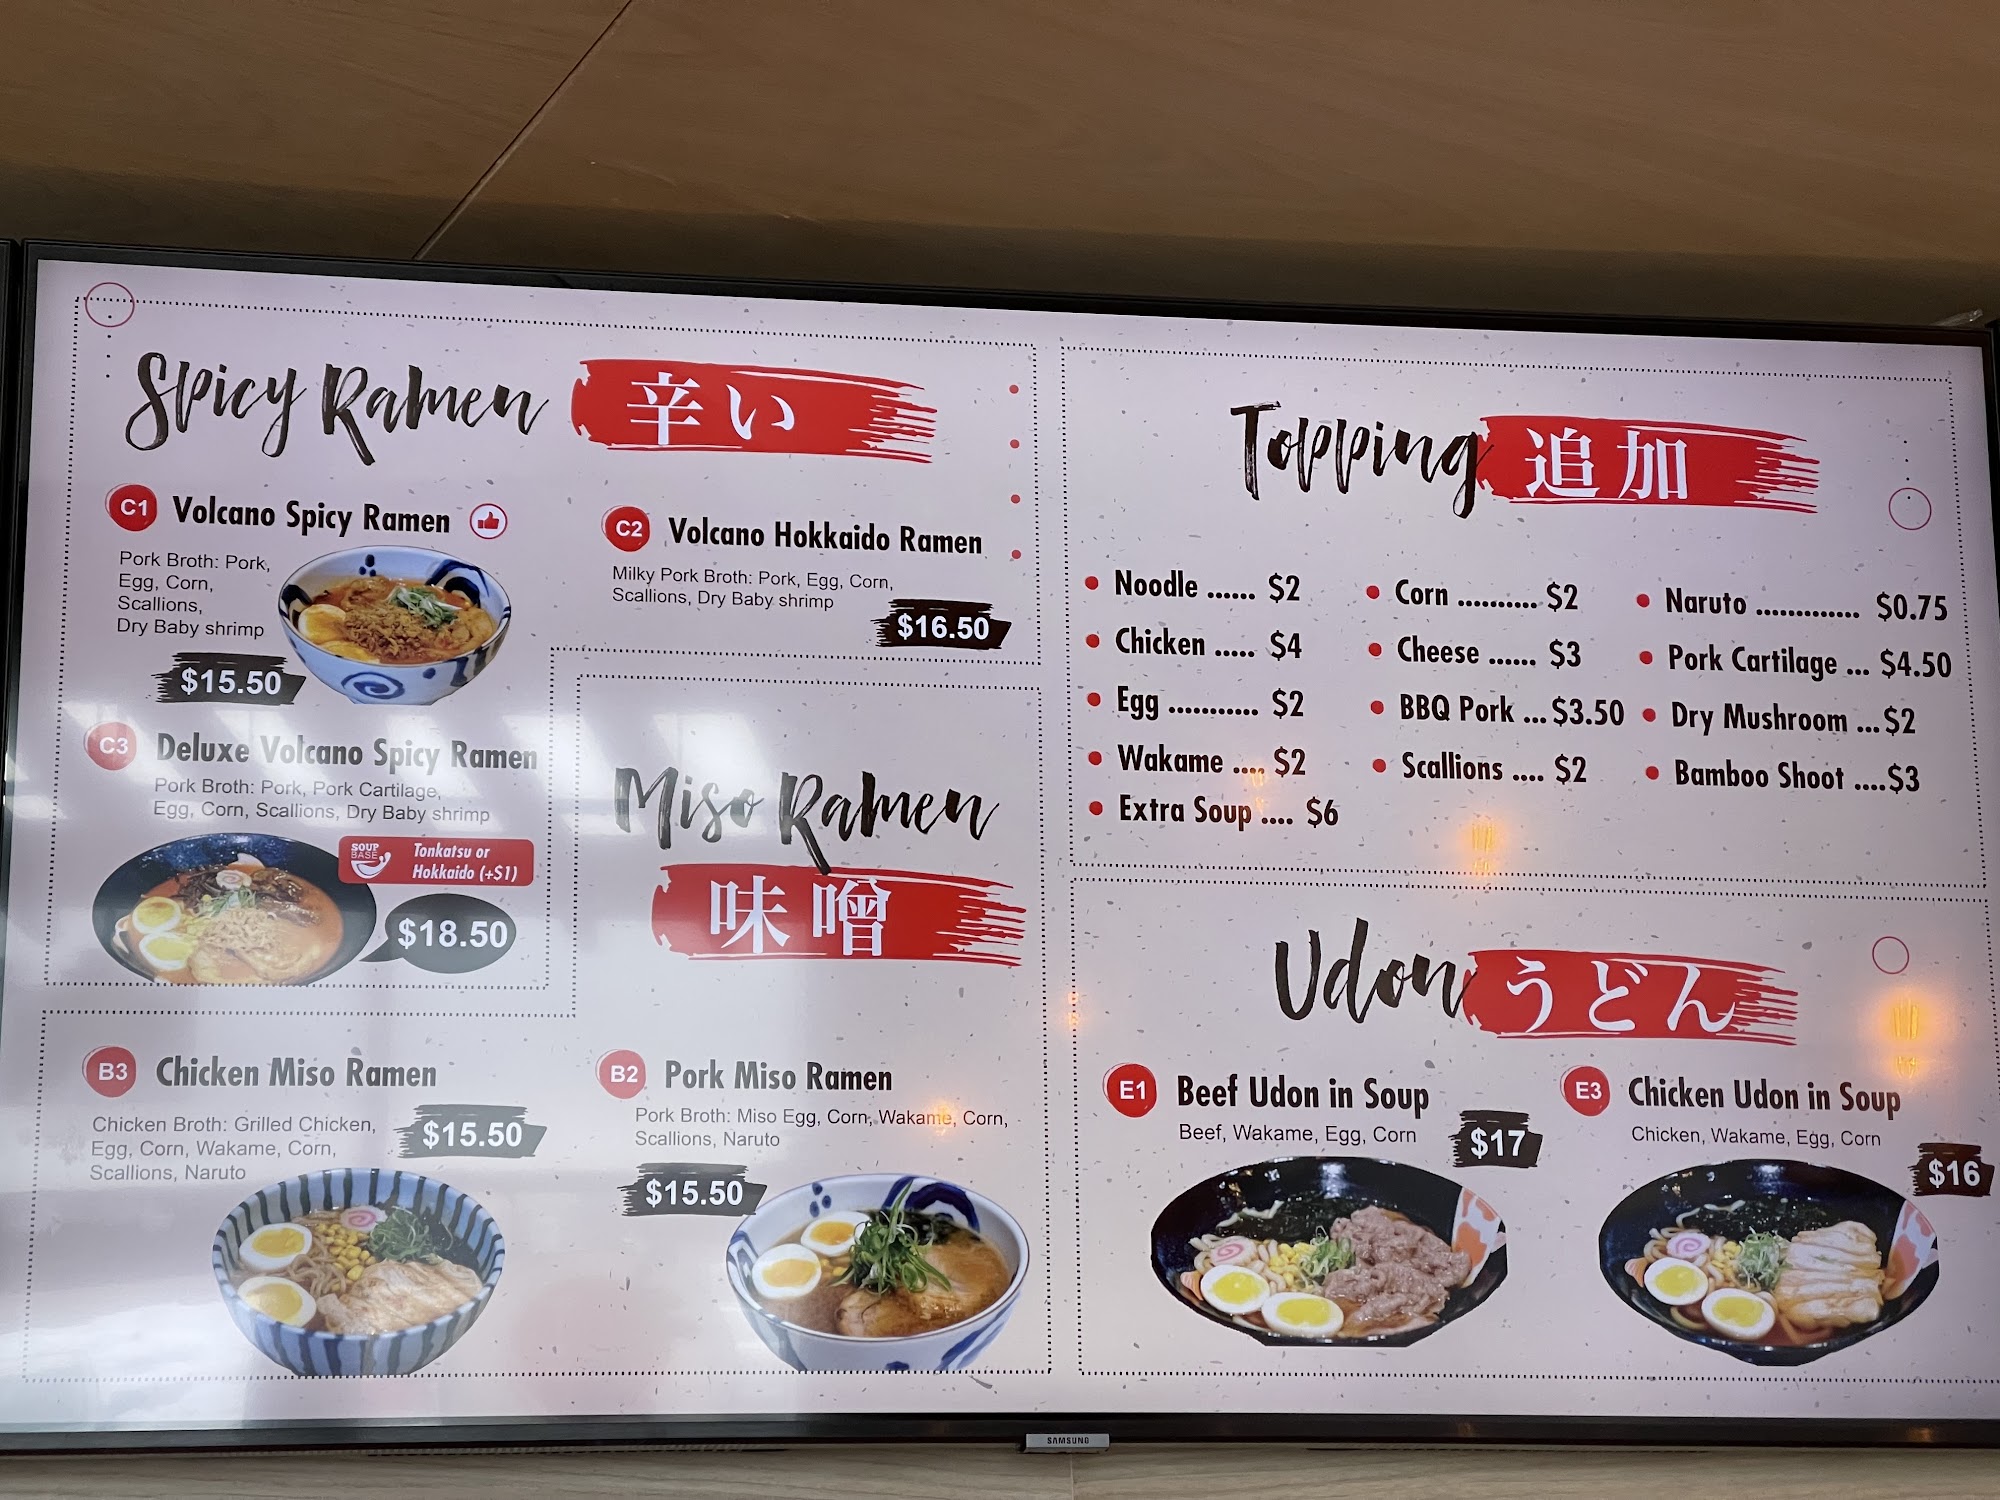 Spicy Ramen 辛い
C1 Volcano Spicy Ramen
Pork Broth: Pork,
Egg, Corn,
Scallions,
Dry Baby shrimp
$15.50
C2 Volcano Hokkaido Ramen
Milky Pork Broth: Pork, Egg, Corn,
Scallions, Dry Baby shrimp
$16.50
C3 Deluxe Volcano Spicy Ramen
Pork Broth: Pork, Pork Cartilage,
Egg, Corn, Scallions, Dry Baby shrimp
SOUP
BASE
Tonkatsu or
Hokkaido (+$1)
$18.50
Miso Ramen
味噌
B3 Chicken Miso Ramen
Chicken Broth: Grilled Chicken,
Egg, Corn, Wakame, Corn,
Scallions, Naruto
$15.50
B2 Pork Miso Ramen
Pork Broth: Miso Egg, Corn, Wakame, Corn,
Scallions, Naruto
$15.50
Topping 追加
Noodle ...... $2
Chicken ..... $4
Egg ........... $2
Wakame .... $2
Extra Soup .... $6
Corn .......... $2
Cheese ...... $3
BBQ Pork ... $3.50
Scallions .... $2
Naruto ............. $0.75
Pork Cartilage ... $4.50
Dry Mushroom ... $2
Bamboo Shoot .... $3
Udon うどん
E1 Beef Udon in Soup
Beef, Wakame, Egg, Corn
$17
E3 Chicken Udon in Soup
Chicken, Wakame, Egg, Corn
$16
SAMSUNG